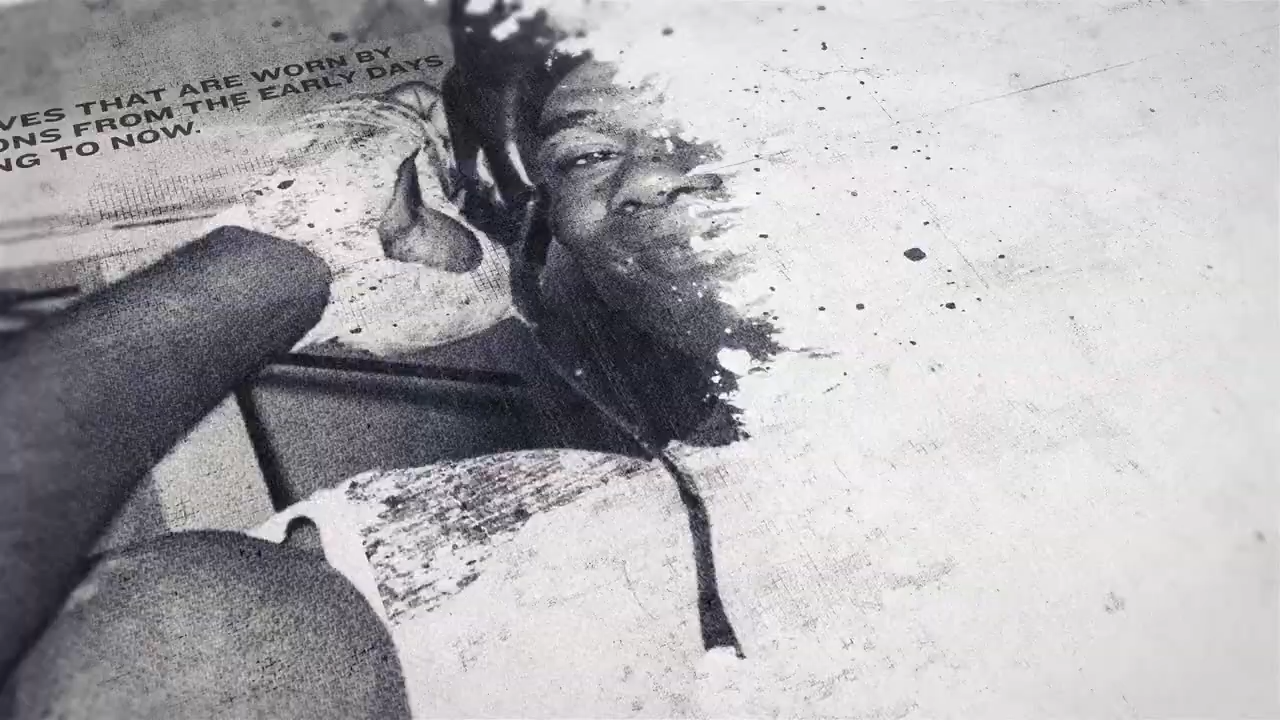 VES THAT ARE WORN BY
ONS FROM THE EARLY DAYS
NG TO NOW.